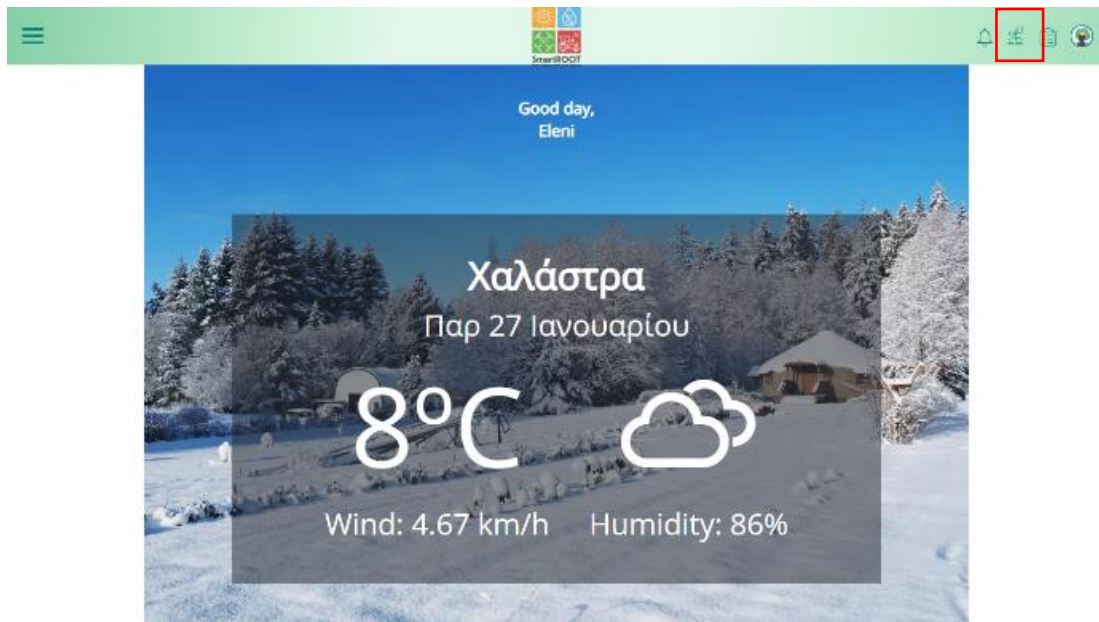 SmartROOT
Good day,
Eleni
Χαλάστρα
Παρ 27 Ιανουαρίου
8°C
Wind: 4.67 km/h Humidity: 86%